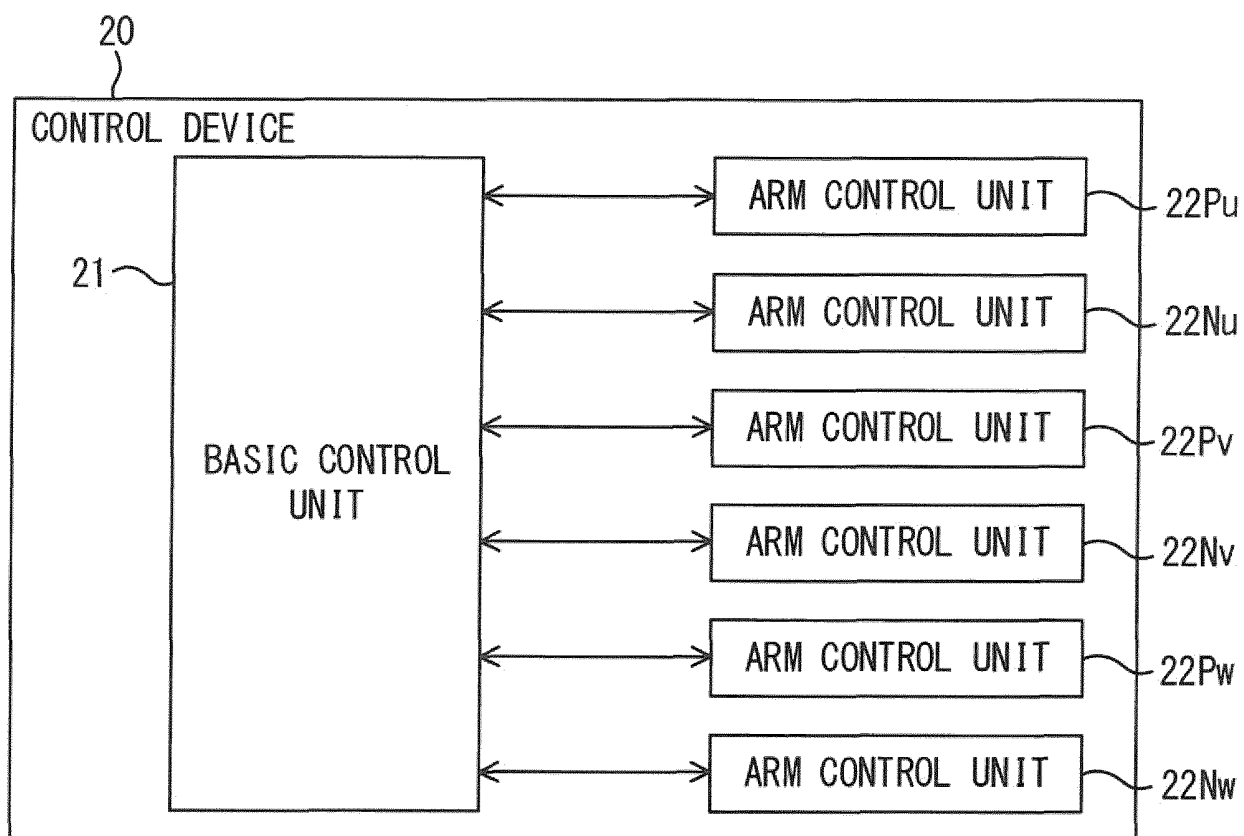 20
CONTROL DEVICE
21
BASIC CONTROL
UNIT
ARM CONTROL UNIT
22Pu
ARM CONTROL UNIT
22Nu
ARM CONTROL UNIT
22Pv
ARM CONTROL UNIT
22Nv
ARM CONTROL UNIT
22Pw
ARM CONTROL UNIT
22Nw